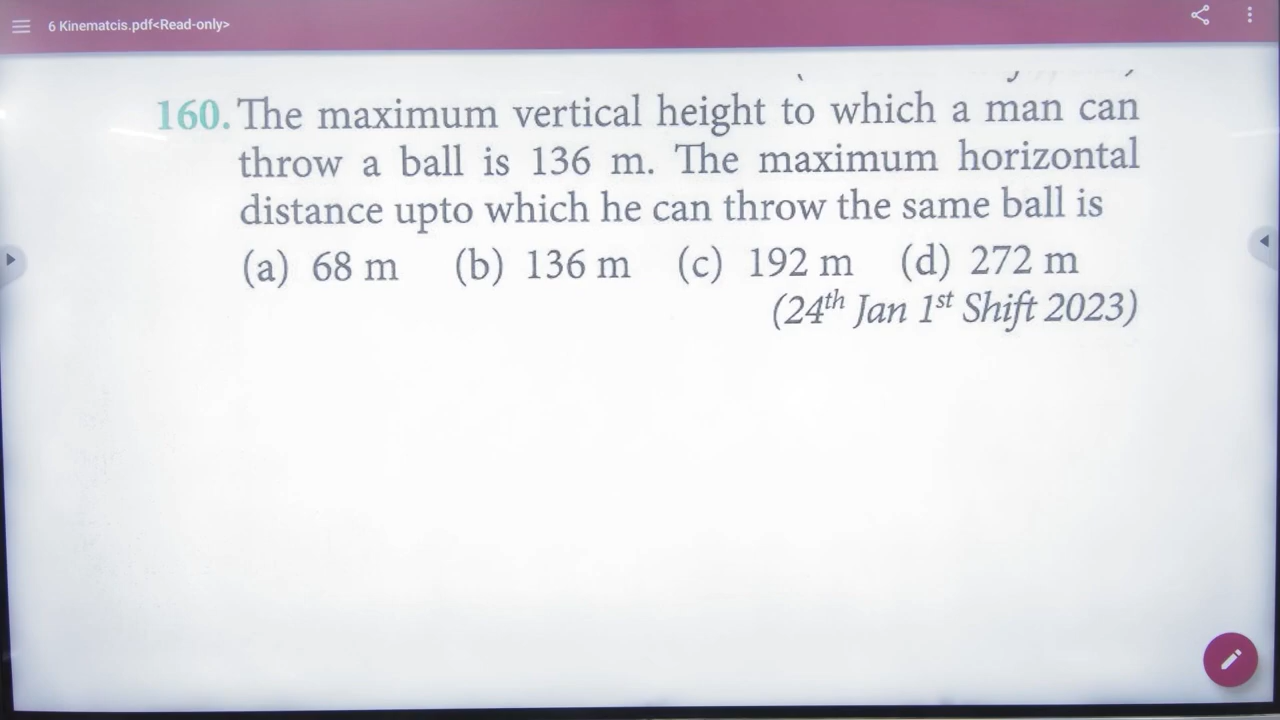 6 Kinematcis.pdf<Read-only>
160. The maximum vertical height to which a man can
throw a ball is 136 m. The maximum horizontal
distance upto which he can throw the same ball is
(a) 68 m (b) 136 m (c) 192 m (d) 272 m
(24th Jan 1st Shift 2023)